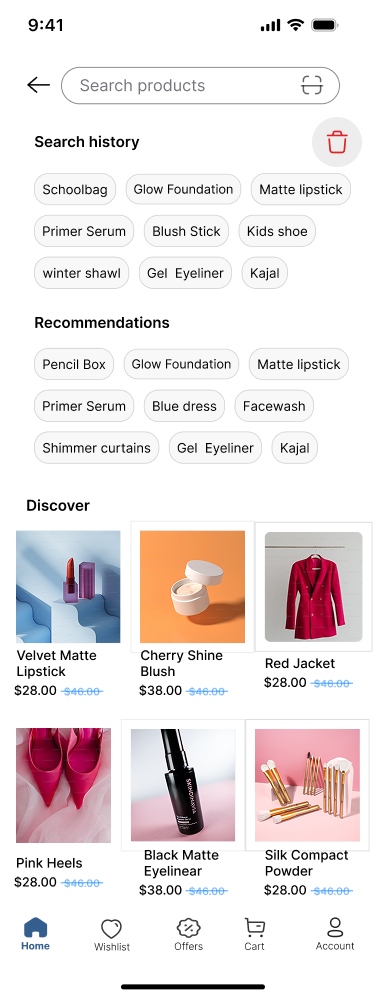 9:41
Search products
Search history
Schoolbag Glow Foundation Matte lipstick
Primer Serum Blush Stick Kids shoe
winter shawl Gel Eyeliner Kajal
Recommendations
Pencil Box Glow Foundation Matte lipstick
Primer Serum Blue dress Facewash
Shimmer curtains Gel Eyeliner Kajal
Discover
Velvet Matte
Lipstick
$28.00 $46.00
Cherry Shine
Blush
$38.00 $46.00
Red Jacket
$28.00 $46.00
Pink Heels
$28.00 $46.00
Black Matte
Eyelinear
$38.00 $46.00
Silk Compact
Powder
$28.00 $46.00
Home Wishlist Offers Cart Account